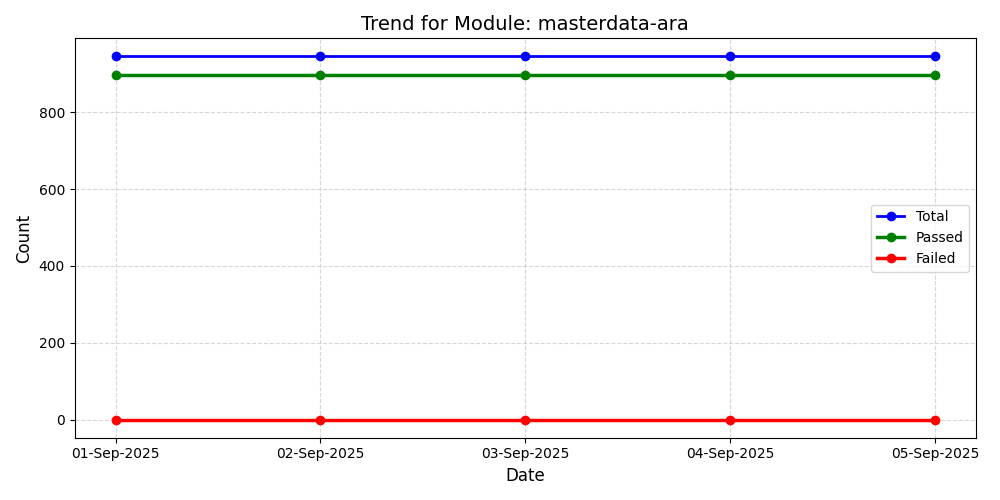 Trend for Module: masterdata-ara
800
600
400
200
0
Count
Total
Passed
Failed
01-Sep-2025 02-Sep-2025 03-Sep-2025 04-Sep-2025 05-Sep-2025
Date